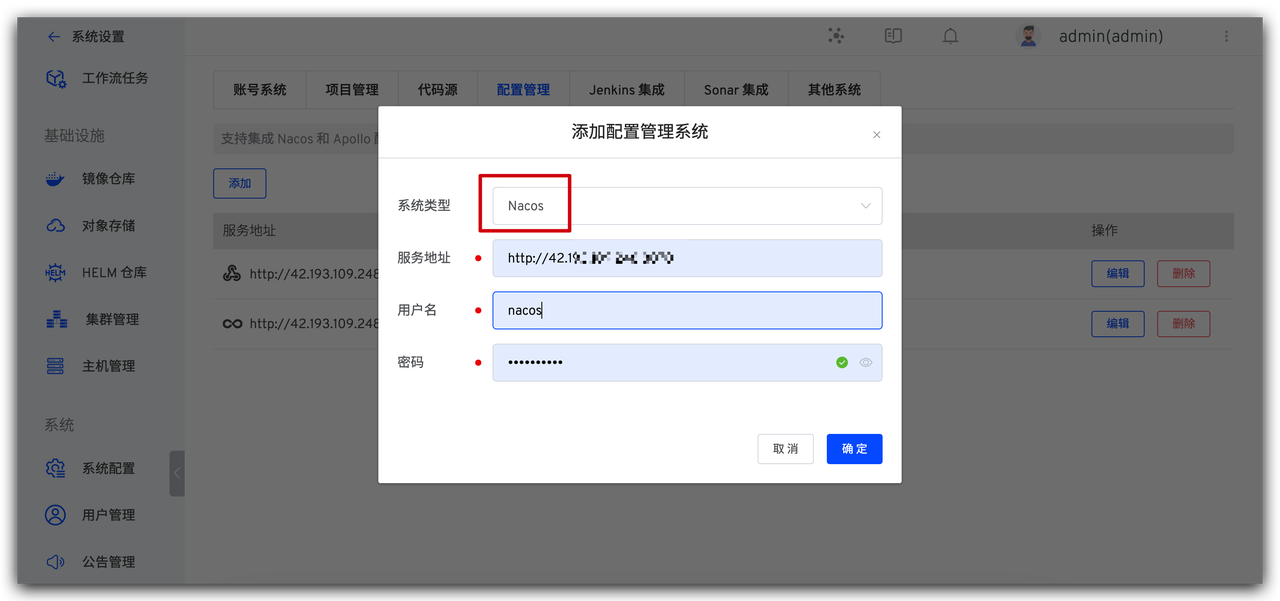 系统设置
admin(admin)
工作流任务
基础设施
镜像仓库
对象存储
HELM 仓库
集群管理
主机管理
系统
系统配置
用户管理
公告管理
账号系统 项目管理 代码源 配置管理 Jenkins 集成 Sonar 集成 其他系统
支持集成 Nacos 和 Apollo
添加
服务地址 操作
http://42.193.109.248 编辑 删除
http://42.193.109.248 编辑 删除
添加配置管理系统
系统类型 Nacos
服务地址 http://42.19
用户名 nacos
密码 ••••••••••
取消 确定